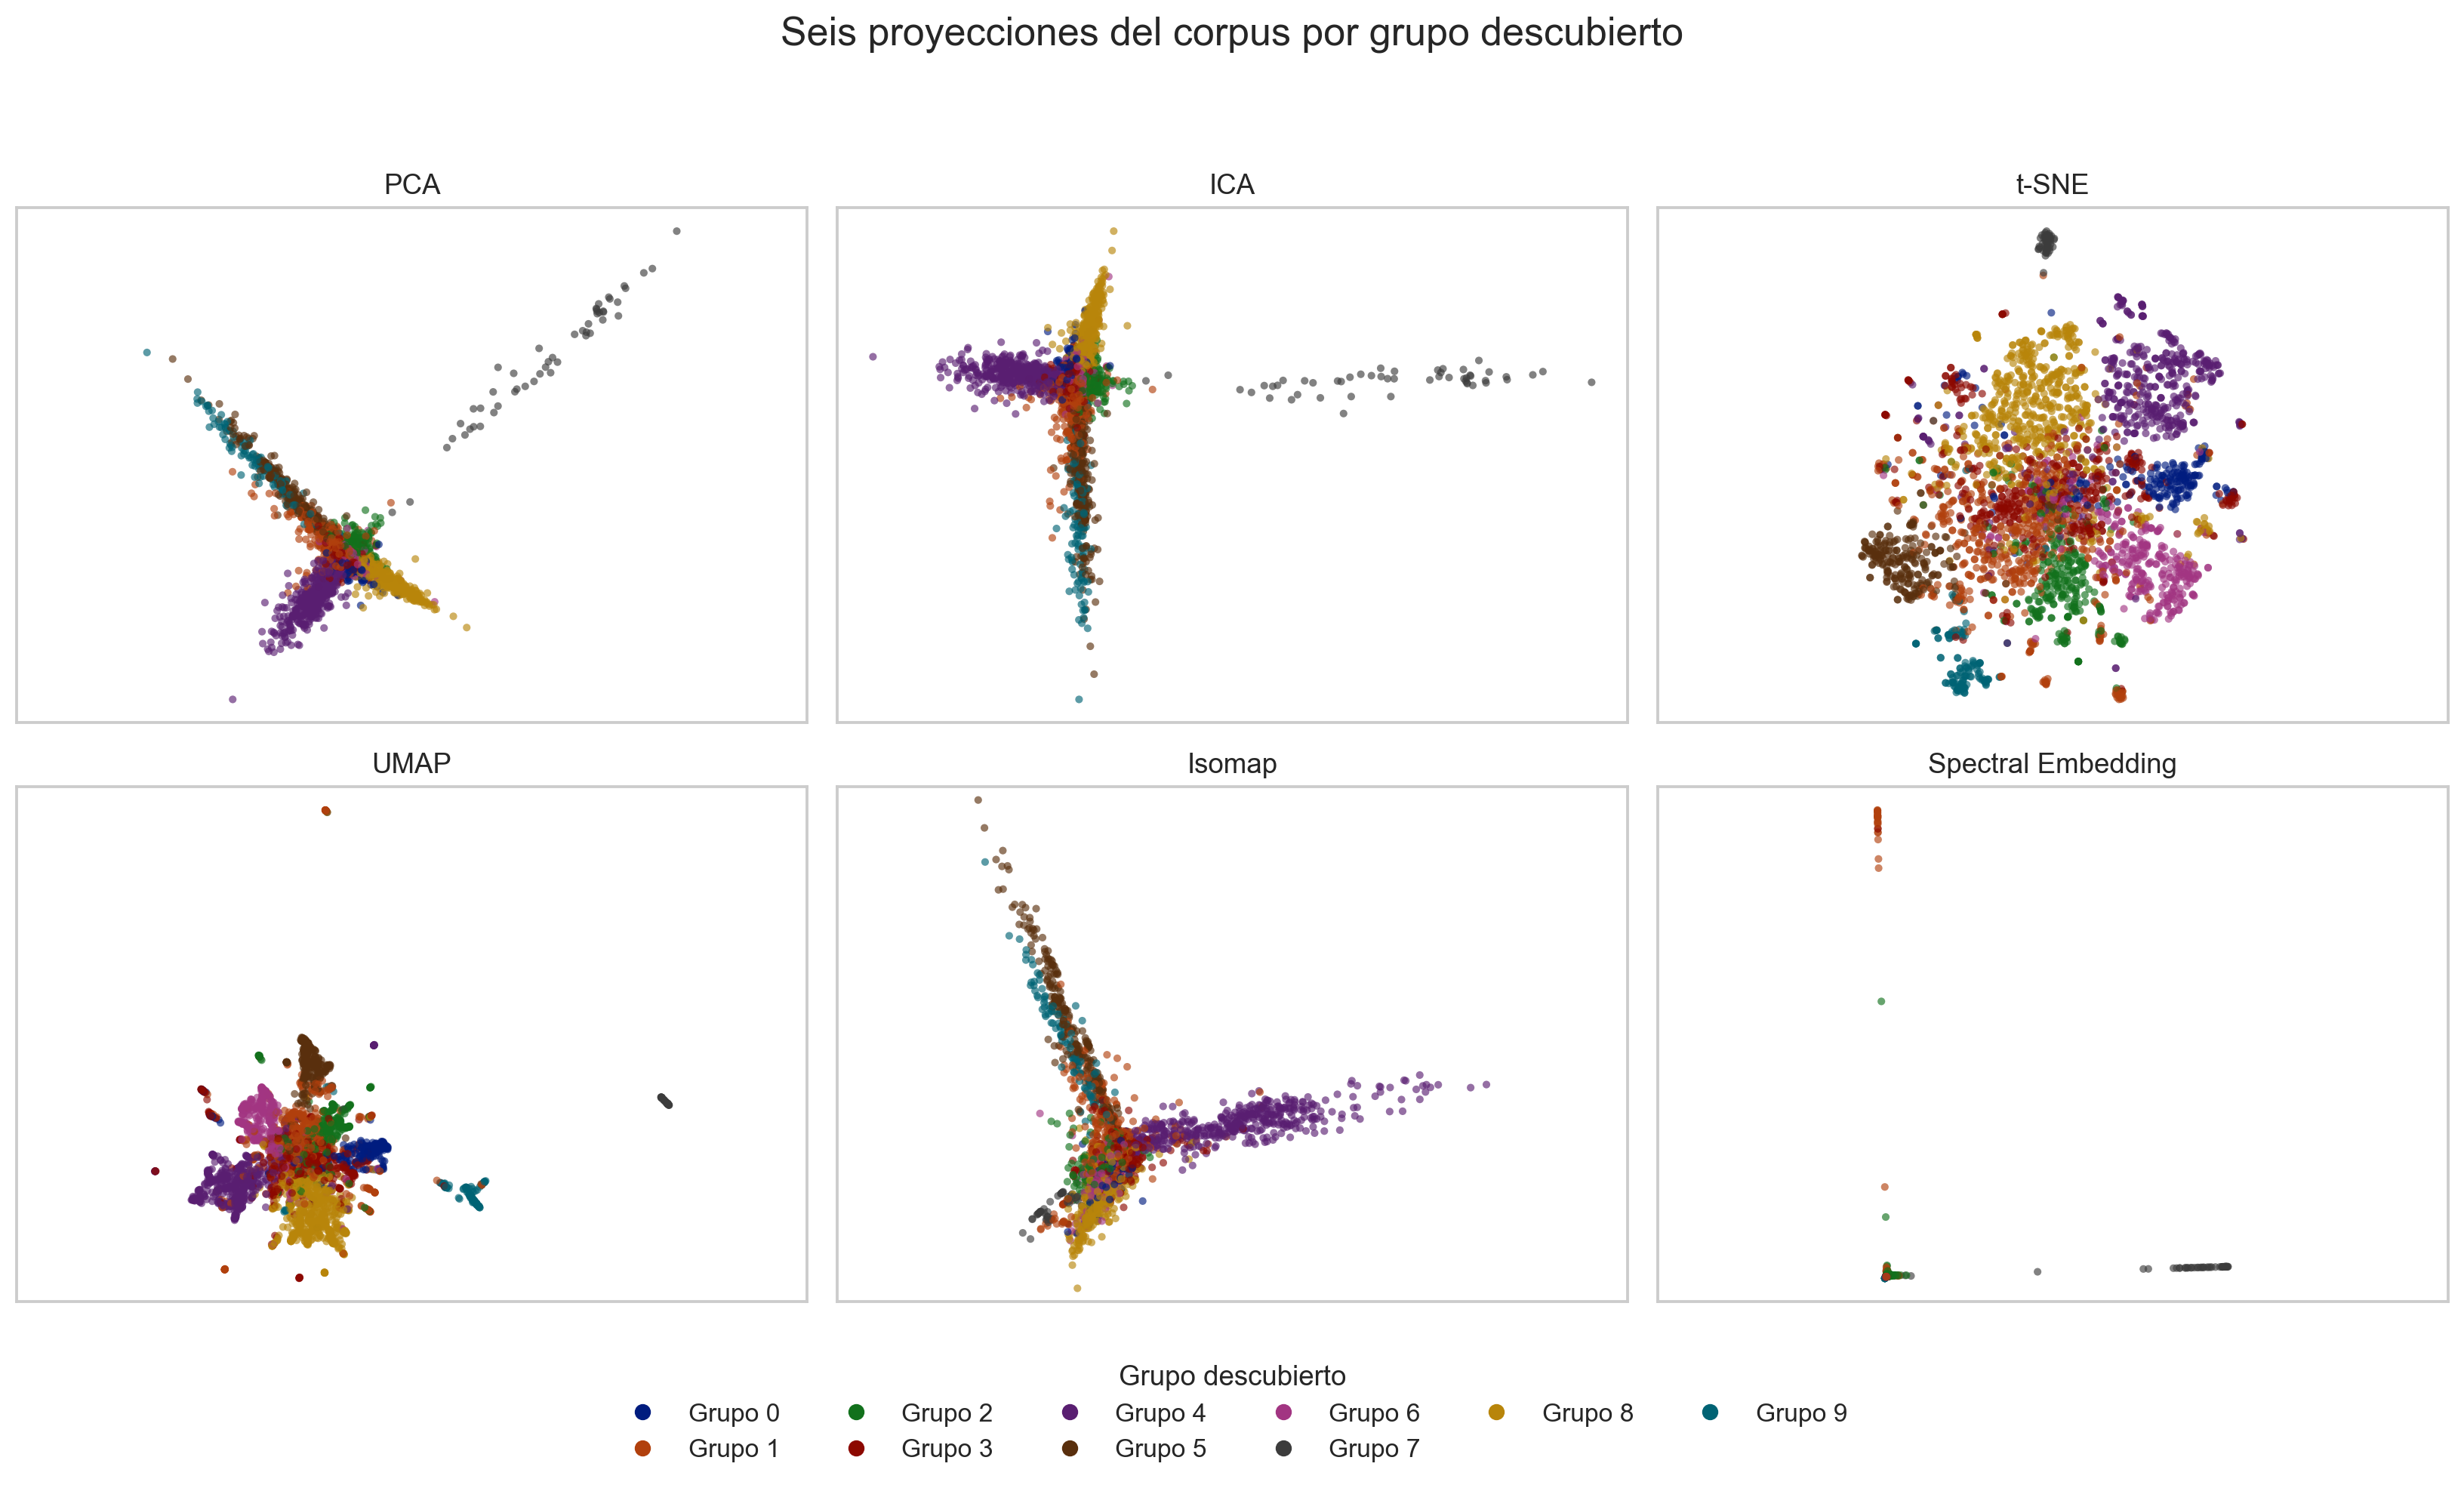 Seis proyecciones del corpus por grupo descubierto
PCA
ICA
t-SNE
UMAP
Isomap
Spectral Embedding
Grupo descubierto
Grupo 0
Grupo 2
Grupo 4
Grupo 6
Grupo 8
Grupo 9
Grupo 1
Grupo 3
Grupo 5
Grupo 7